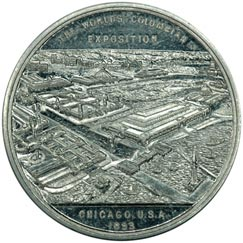 THE WORLD'S COLUMBIAN
EXPOSITION
CHICAGO, U.S.A.
1893